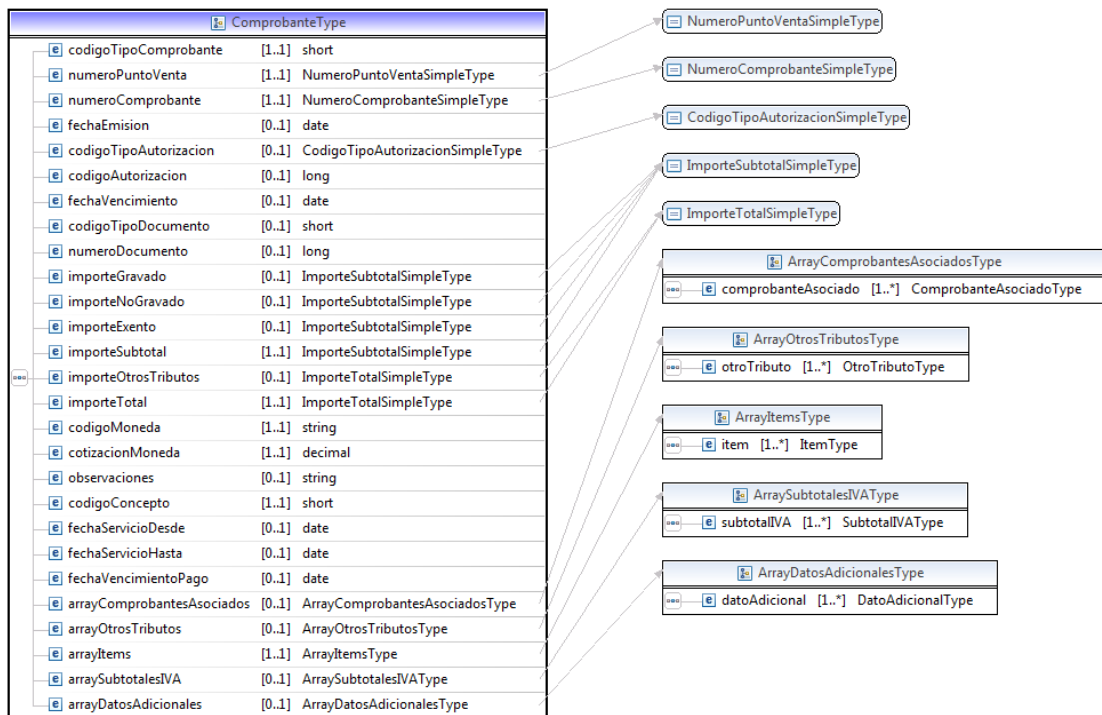 ComprobanteType
codigoTipoComprobante [1..1] short
numeroPuntoVenta [1..1] NumeroPuntoVentaSimpleType
numeroComprobante [1..1] NumeroComprobanteSimpleType
fechaEmision [0..1] date
codigoTipoAutorizacion [0..1] CodigoTipoAutorizacionSimpleType
codigoAutorizacion [0..1] long
fechaVencimiento [0..1] date
codigoTipoDocumento [0..1] short
numeroDocumento [0..1] long
importeGravado [0..1] ImporteSubtotalSimpleType
importeNoGravado [0..1] ImporteSubtotalSimpleType
importeExento [0..1] ImporteSubtotalSimpleType
importeSubtotal [1..1] ImporteSubtotalSimpleType
importeOtrosTributos [0..1] ImporteTotalSimpleType
importeTotal [1..1] ImporteTotalSimpleType
codigoMoneda [1..1] string
cotizacionMoneda [1..1] decimal
observaciones [0..1] string
codigoConcepto [1..1] short
fechaServicioDesde [0..1] date
fechaServicioHasta [0..1] date
fechaVencimientoPago [0..1] date
arrayComprobantesAsociados [0..1] ArrayComprobantesAsociadosType
arrayOtrosTributos [0..1] ArrayOtrosTributosType
arrayItems [1..1] ArrayItemsType
arraySubtotalesIVA [0..1] ArraySubtotalesIVAType
arrayDatosAdicionales [0..1] ArrayDatosAdicionalesType
NumeroPuntoVentaSimpleType
NumeroComprobanteSimpleType
CodigoTipoAutorizacionSimpleType
ImporteSubtotalSimpleType
ImporteTotalSimpleType
ArrayComprobantesAsociadosType
comprobanteAsociado [1..*] ComprobanteAsociadoType
ArrayOtrosTributosType
otroTributo [1..*] OtroTributoType
ArrayItemsType
item [1..*] ItemType
ArraySubtotalesIVAType
subtotalIVA [1..*] SubtotalIVAType
ArrayDatosAdicionalesType
datoAdicional [1..*] DatoAdicionalType